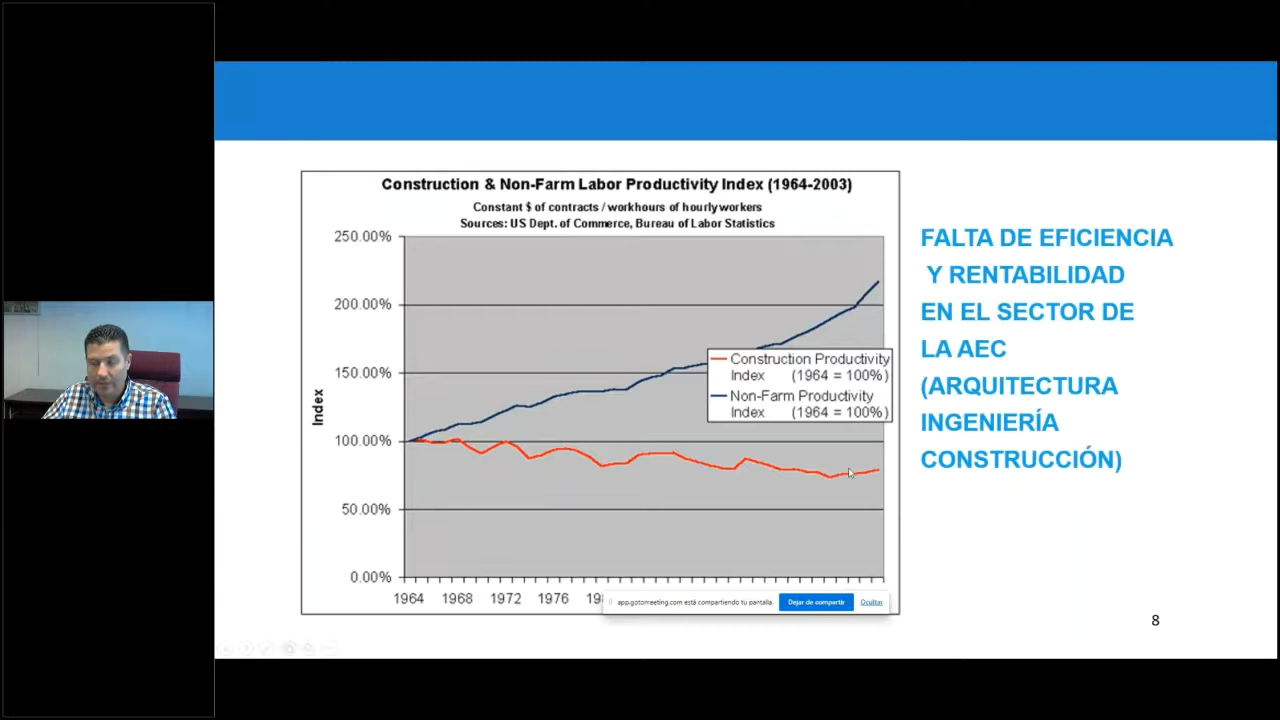 Construction & Non-Farm Labor Productivity Index (1964-2003)
Constant $ of contracts / workhours of hourly workers
Sources: US Dept. of Commerce, Bureau of Labor Statistics
250.00%
200.00%
150.00%
100.00%
50.00%
0.00%
Index
Construction Productivity
Index (1964 = 100%)
Non-Farm Productivity
Index (1964 = 100%)
1964 1968 1972 1976
app.gotomeeting.com está compartiendo tu pantalla. Dejar de compartir Ocultar
FALTA DE EFICIENCIA
Y RENTABILIDAD
EN EL SECTOR DE
LA AEC
(ARQUITECTURA
INGENIERÍA
CONSTRUCCIÓN)
8